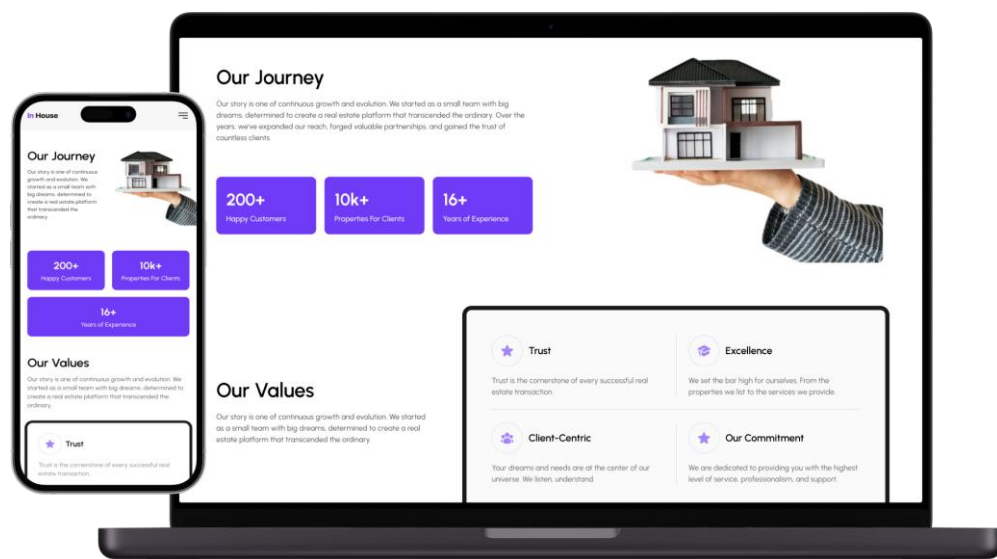 In House
Our Journey
Our story is one of continuous
growth and evolution. We
started as a small team with
big dreams, determined to
create a real estate platform
that transcended the
ordinary.
200+
Happy Customers
10k+
Properties For Clients
16+
Years of Experience
Our Values
Our story is one of continuous growth and evolution. We
started as a small team with big dreams, determined to
create a real estate platform that transcended the
ordinary.
Trust
Trust is the cornerstone of every successful real
estate transaction.
Our Journey
Our story is one of continuous growth and evolution. We started as a small team with big
dreams, determined to create a real estate platform that transcended the ordinary. Over the
years, we've expanded our reach, forged valuable partnerships, and gained the trust of
countless clients.
200+
Happy Customers
10k+
Properties For Clients
16+
Years of Experience
Our Values
Our story is one of continuous growth and evolution. We started
as a small team with big dreams, determined to create a real
estate platform that transcended the ordinary.
Trust
Trust is the cornerstone of every successful real
estate transaction.
Excellence
We set the bar high for ourselves. From the
properties we list to the services we provide.
Client-Centric
Your dreams and needs are at the center of our
universe. We listen, understand.
Our Commitment
We are dedicated to providing you with the highest
level of service, professionalism, and support.